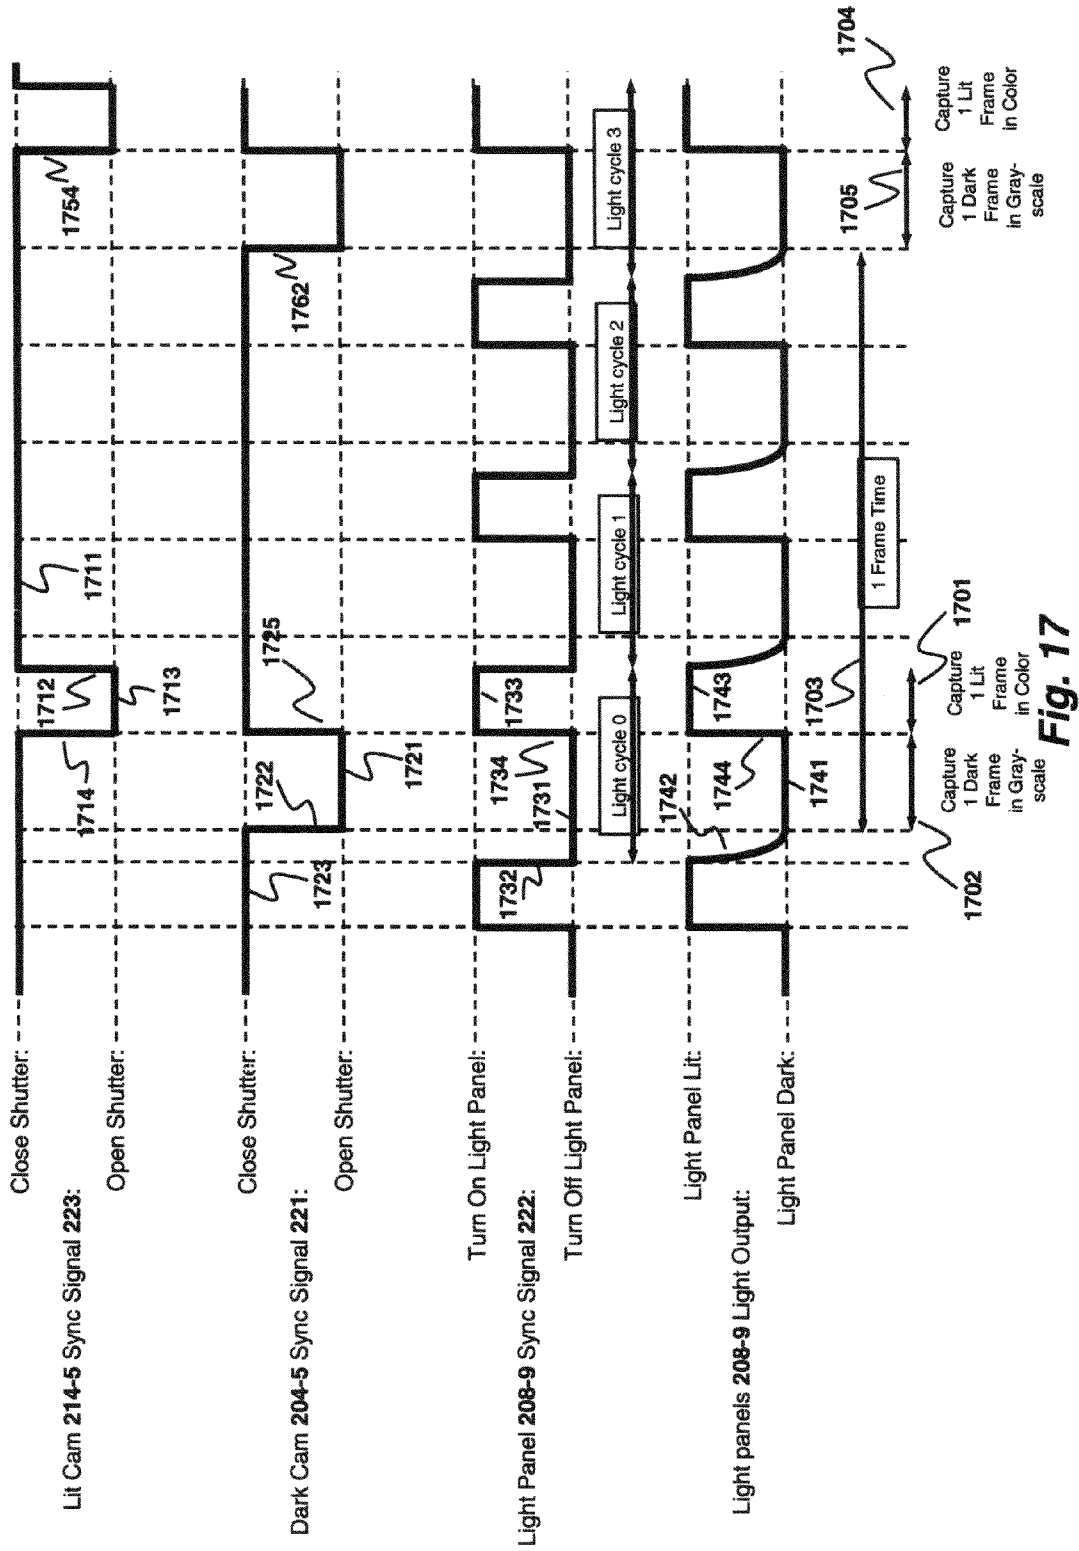 Lit Cam 214-5 Sync Signal 223:
Close Shutter:
Open Shutter:
1714
1712
1713
1711
1754
Dark Cam 204-5 Sync Signal 221:
Close Shutter:
Open Shutter:
1723
1722
1721
1725
1762
Light Panel 208-9 Sync Signal 222:
Turn On Light Panel:
Turn Off Light Panel:
1732
1731
1734
1733
Light cycle 0
Light cycle 1
Light cycle 2
Light cycle 3
Light panels 208-9 Light Output:
Light Panel Lit:
Light Panel Dark:
1742
1744
1741
1743
1703
1 Frame Time
1702
Capture
1 Dark
Frame
in Gray-
scale
1701
Capture
1 Lit
Frame
in Color
1705
Capture
1 Dark
Frame
in Gray-
scale
1704
Capture
1 Lit
Frame
in Color
Fig. 17